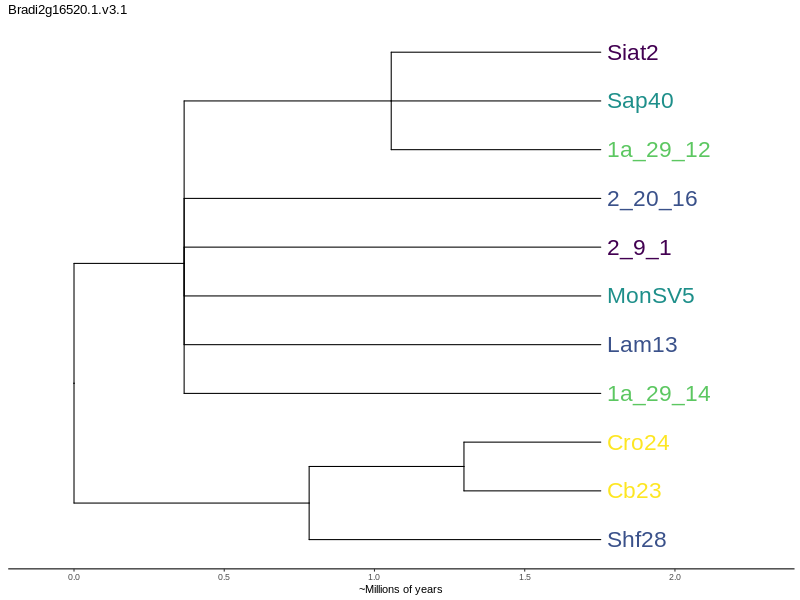 Bradi2g16520.1.v3.1
Siat2
Sap40
1a_29_12
2_20_16
2_9_1
MonSV5
Lam13
1a_29_14
Cro24
Cb23
Shf28
0.0 0.5 1.0 1.5 2.0
~Millions of years